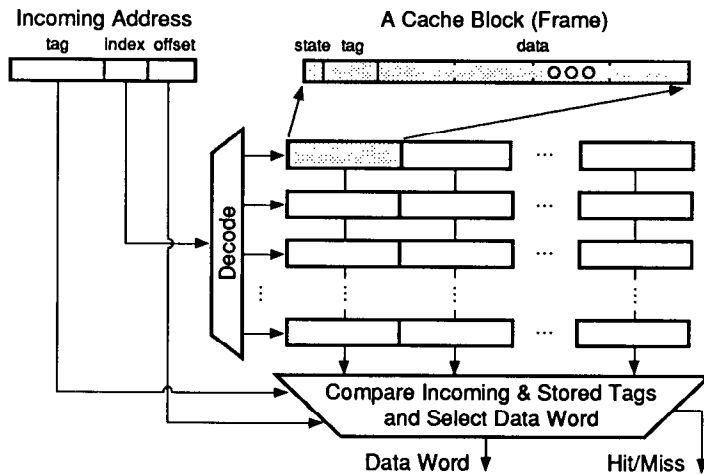 Incoming Address
A Cache Block (Frame)
tag index offset
state tag data
Decode
Compare Incoming & Stored Tags
and Select Data Word
Data Word
Hit/Miss